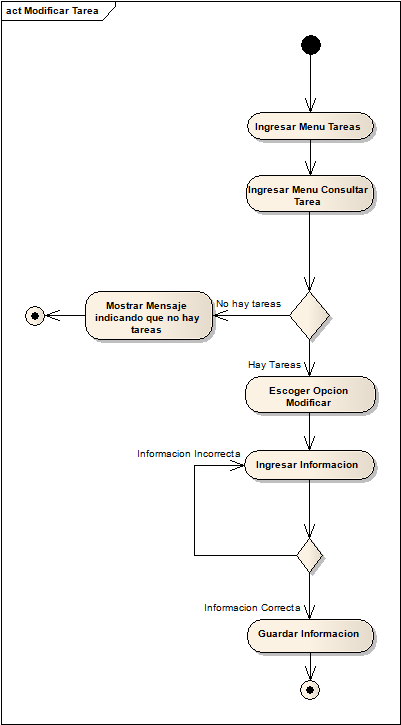 act Modificar Tarea
Ingresar Menu Tareas
Ingresar Menu Consultar
Tarea
No hay tareas
Mostrar Mensaje
indicando que no hay
tareas
Hay Tareas
Escoger Opcion
Modificar
Informacion Incorrecta
Ingresar Informacion
Informacion Correcta
Guardar Informacion